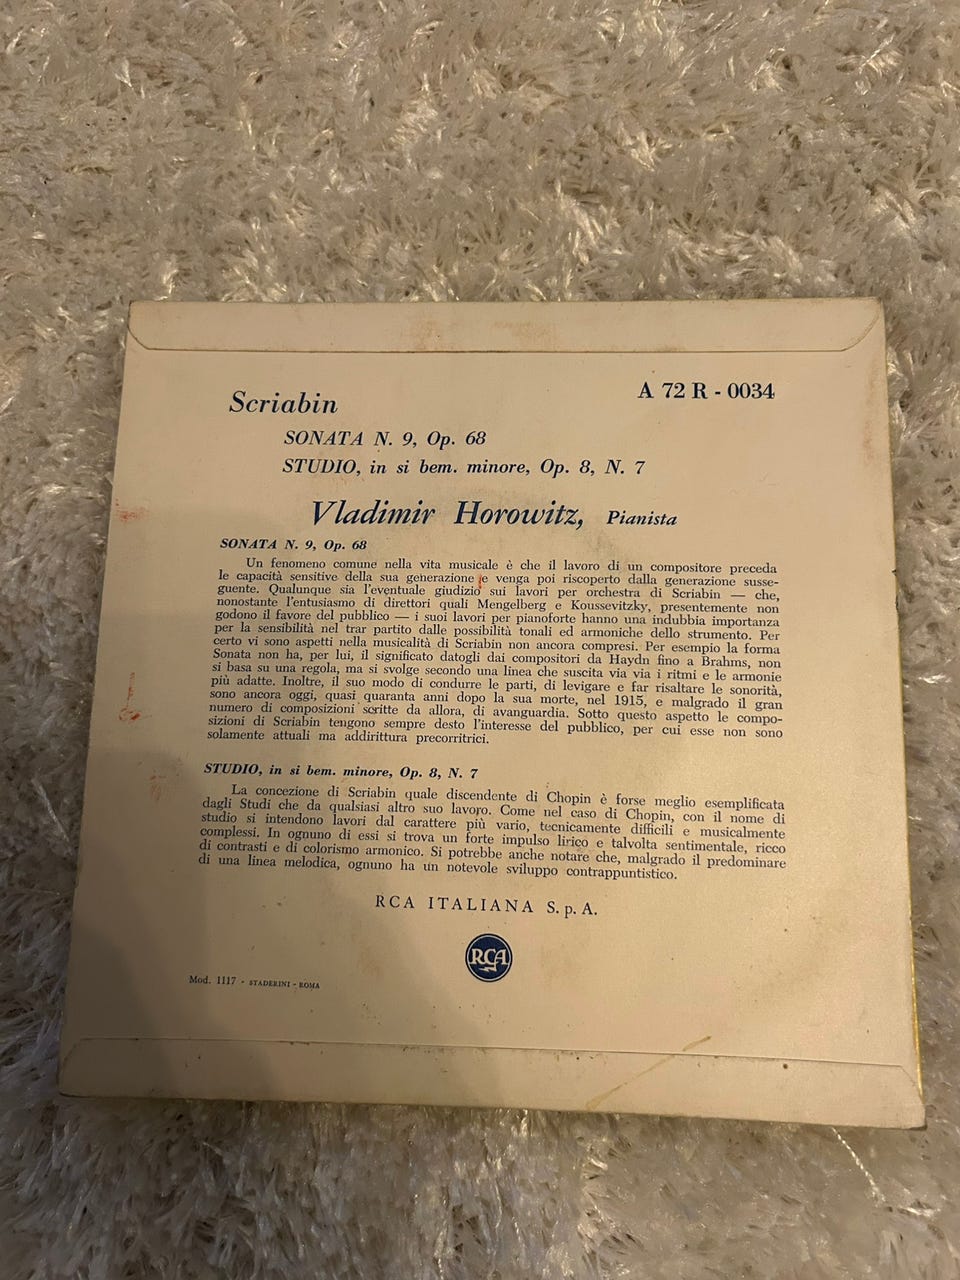 A 72 R - 0034
Scriabin
SONATA N. 9, Op. 68
STUDIO, in si bem. minore, Op. 8, N. 7
Vladimir Horowitz, Pianista
SONATA N. 9, Op. 68
Un fenomeno comune nella vita musicale è che il lavoro di un compositore preceda
le capacità sensitive della sua generazione e venga poi riscoperto dalla generazione susse-
guente. Qualunque sia l'eventuale giudizio sui lavori per orchestra di Scriabin — che,
nonostante l'entusiasmo di direttori quali Mengelberg e Koussevitzky, presentemente non
godono il favore del pubblico — i suoi lavori per pianoforte hanno una indubbia importanza
per la sensibilità nel trar partito dalle possibilità tonali ed armoniche dello strumento. Per
certo vi sono aspetti nella musicalità di Scriabin non ancora compresi. Per esempio la forma
Sonata non ha, per lui, il significato datogli dai compositori da Haydn fino a Brahms, non
si basa su una regola, ma si svolge secondo una linea che suscita via via i ritmi e le armonie
più adatte. Inoltre, il suo modo di condurre le parti, di levigare e far risaltare le sonorità,
sono ancora oggi, quasi quaranta anni dopo la sua morte, nel 1915, e malgrado il gran
numero di composizioni scritte da allora, di avanguardia. Sotto questo aspetto le compo-
sizioni di Scriabin tengono sempre desto l'interesse del pubblico, per cui esse non sono
solamente attuali ma addirittura precorritrici.
STUDIO, in si bem. minore, Op. 8, N. 7
La concezione di Scriabin quale discendente di Chopin è forse meglio esemplificata
dagli Studi che da qualsiasi altro suo lavoro. Come nel caso di Chopin, con il nome di
studio si intendono lavori dal carattere più vario, tecnicamente difficili e musicalmente
complessi. In ognuno di essi si trova un forte impulso lirico e talvolta sentimentale, ricco
di contrasti e di colorismo armonico. Si potrebbe anche notare che, malgrado il predominare
di una linea melodica, ognuno ha un notevole sviluppo contrappuntistico.
RCA ITALIANA S. p. A.
RCA
Mod. 1117 - STADERINI - ROMA